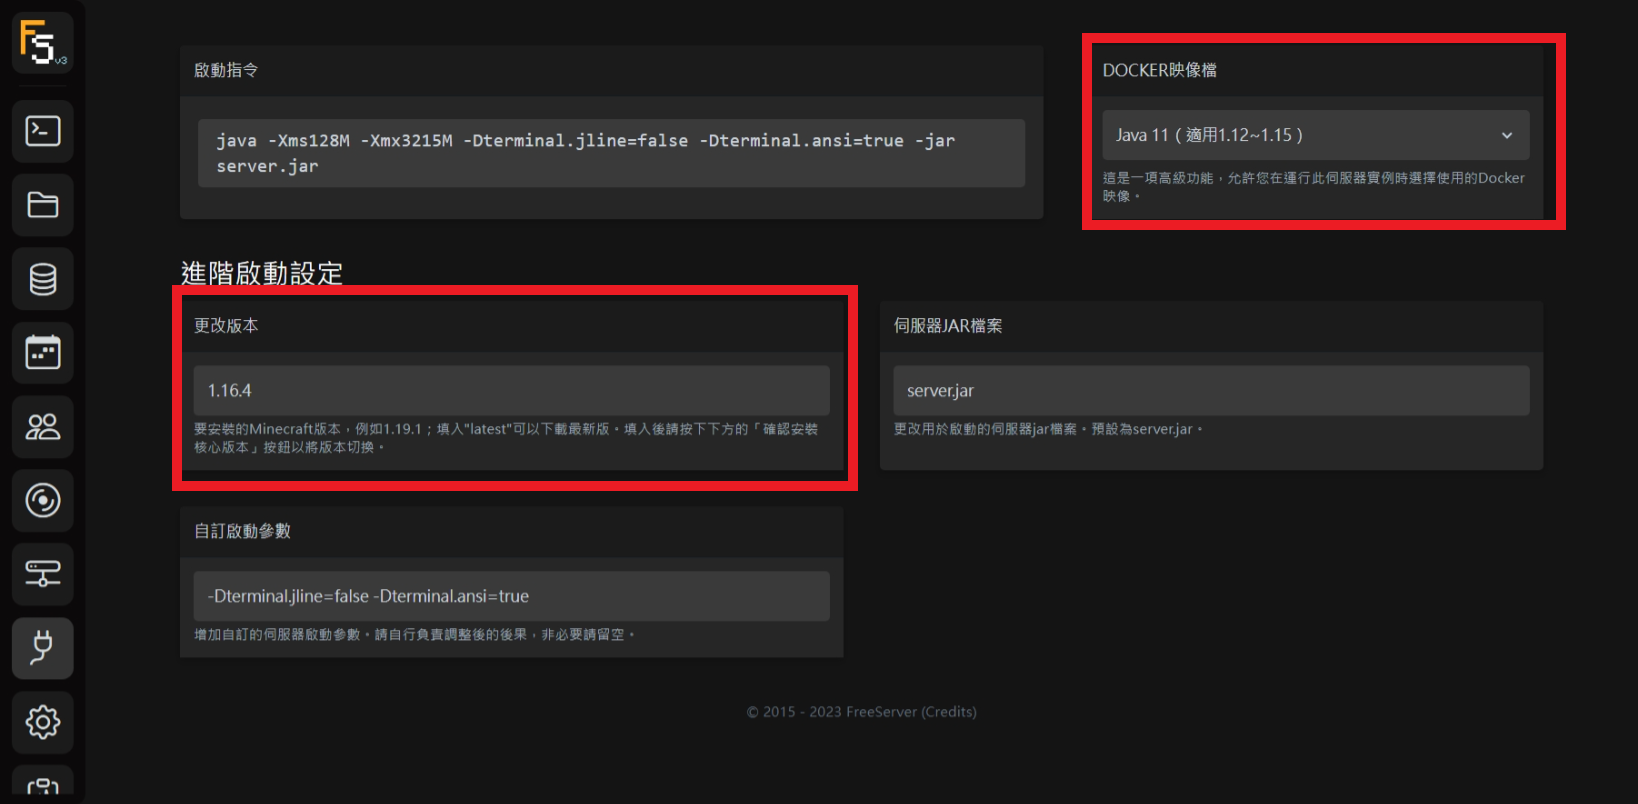 FS v3
啟動指令
java -Xms128M -Xmx3215M -Dterminal.jline=false -Dterminal.ansi=true -jar
server.jar
DOCKER映像檔
Java 11 ( 適用1.12~1.15 )
這是一項高級功能，允許您在運行此伺服器實例時選擇使用的Docker
映像。
進階啟動設定
更改版本
1.16.4
要安裝的Minecraft版本，例如1.19.1；填入"latest"可以下載最新版。填入後請按下下方的「確認安裝
核心版本」按鈕以將版本切換。
伺服器JAR檔案
server.jar
更改用於啟動的伺服器jar檔案。預設為server.jar。
自訂啟動參數
-Dterminal.jline=false -Dterminal.ansi=true
增加自訂的伺服器啟動參數。請自行負責調整後的後果，非必要請留空。
© 2015 - 2023 FreeServer (Credits)